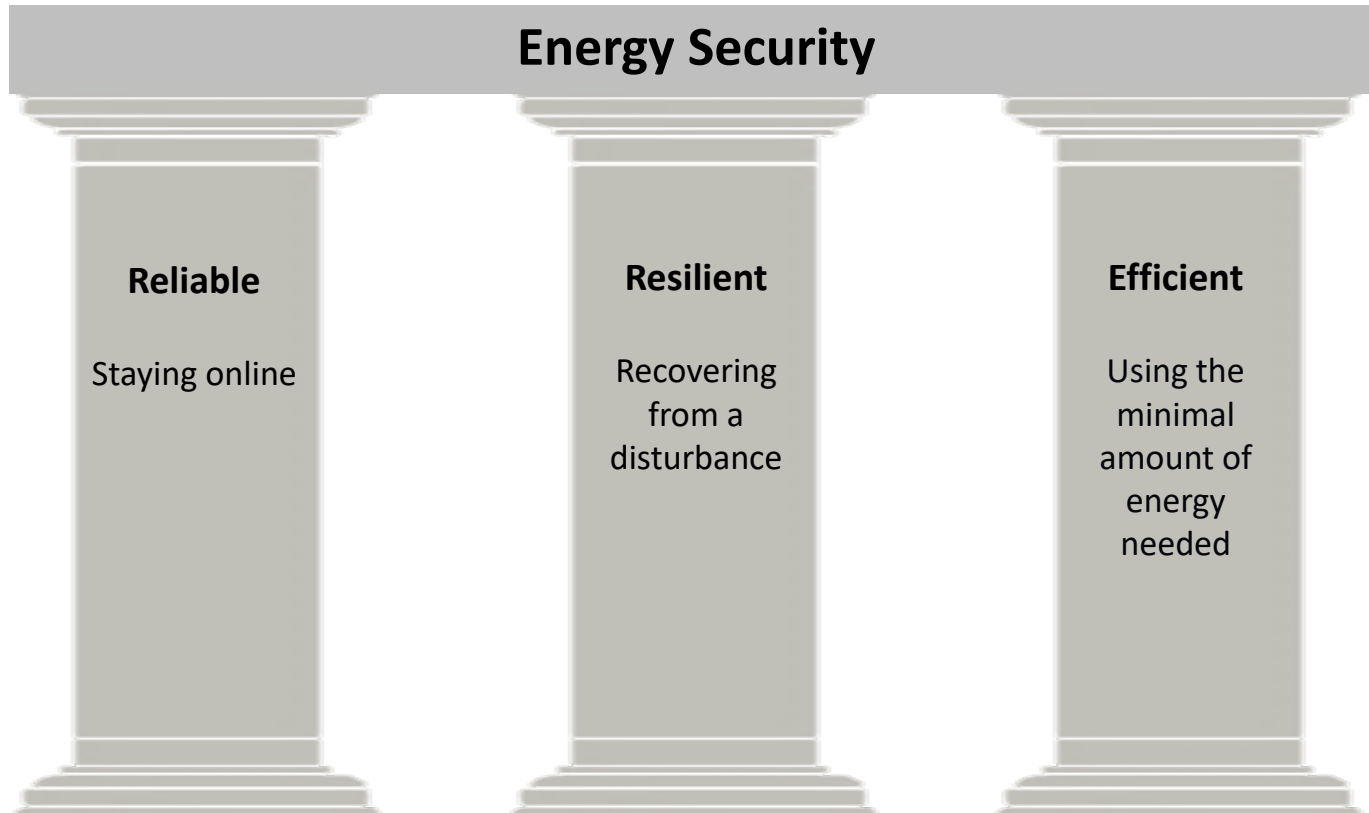 Energy Security
Reliable
Staying online
Resilient
Recovering
from a
disturbance
Efficient
Using the
minimal
amount of
energy
needed